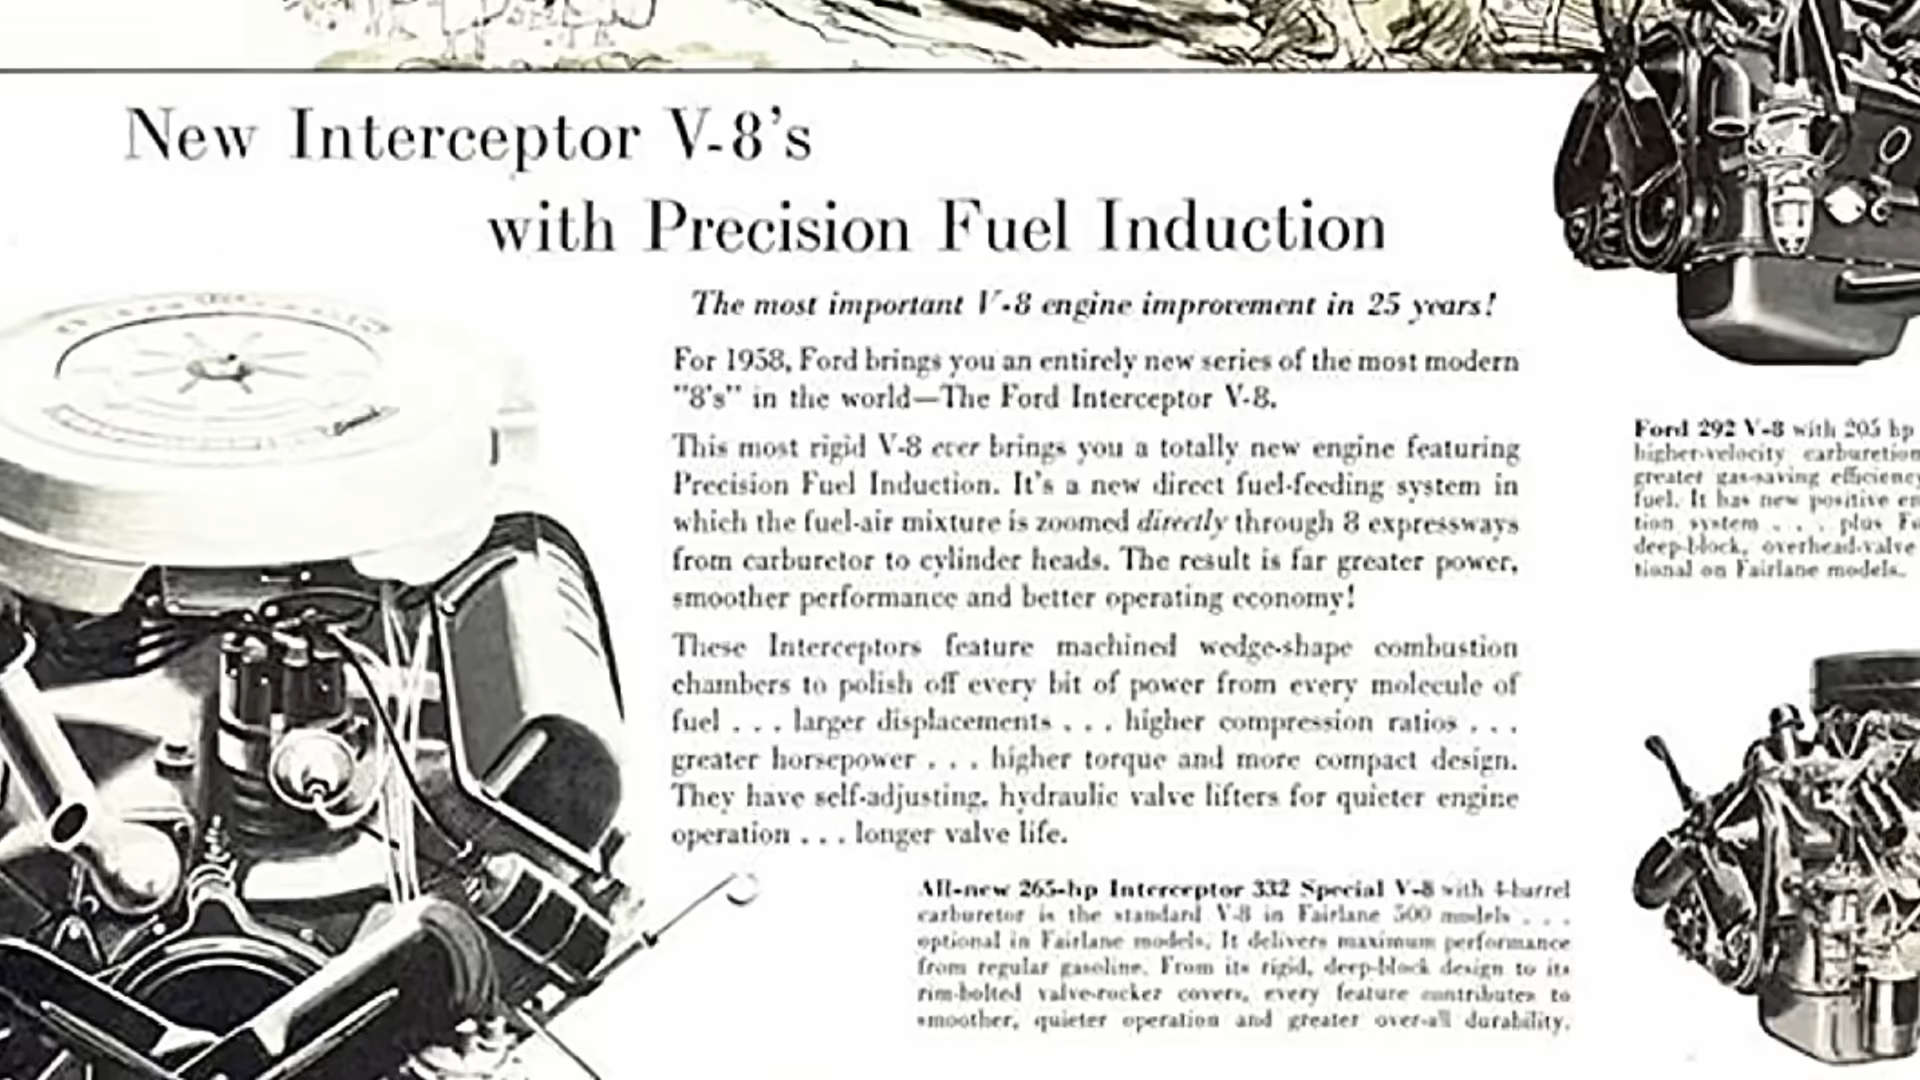 New Interceptor V-8's
with Precision Fuel Induction
The most important V-8 engine improvement in 25 years!
For 1958, Ford brings you an entirely new series of the most modern
"8's" in the world—The Ford Interceptor V-8.
This most rigid V-8 ever brings you a totally new engine featuring
Precision Fuel Induction. It's a new direct fuel-feeding system in
which the fuel-air mixture is zoomed directly through 8 expressways
from carburetor to cylinder heads. The result is far greater power,
smoother performance and better operating economy!
These Interceptors feature machined wedge-shape combustion
chambers to polish off every bit of power from every molecule of
fuel . . . larger displacements . . . higher compression ratios . . .
greater horsepower . . . higher torque and more compact design.
They have self-adjusting, hydraulic valve lifters for quieter engine
operation . . . longer valve life.
All-new 265-hp Interceptor 332 Special V-8 with 4-barrel
carburetor is the standard V-8 in Fairlane 500 models . . .
optional in Fairlane models. It delivers maximum performance
from regular gasoline. From its rigid, deep-block design to its
rim-bolted valve-rocker covers, every feature contributes to
smoother, quieter operation and greater over-all durability.
Ford 292 V-8 with 205 hp
higher-velocity carburetion
greater gas-saving efficiency
fuel. It has new positive en
tion system . . . plus Fo
deep-block, overhead-valve
tional on Fairlane models.